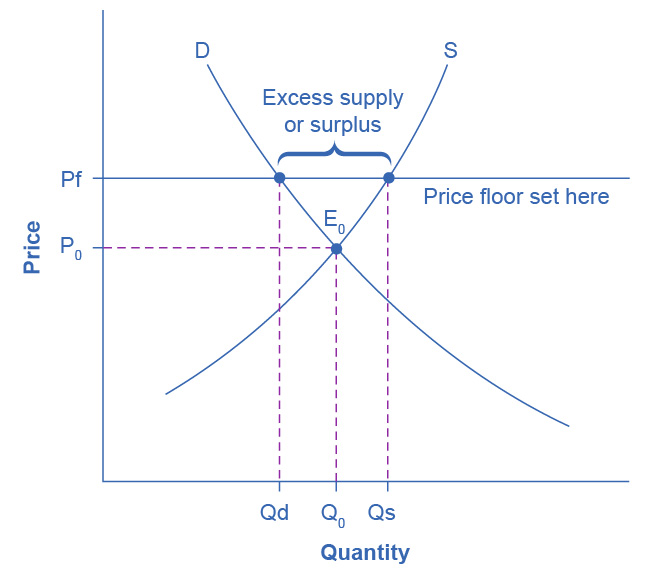 D
S
Excess supply
or surplus
Pf
Price floor set here
E0
P0
Price
Qd
Q0
Qs
Quantity